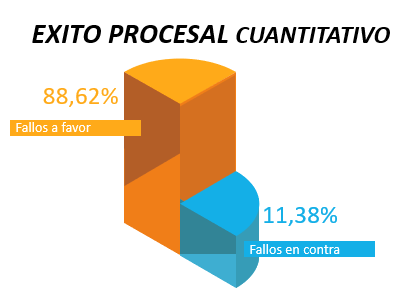 EXITO PROCESAL CUANTITATIVO
88,62%
Fallos a favor
11,38%
Fallos en contra